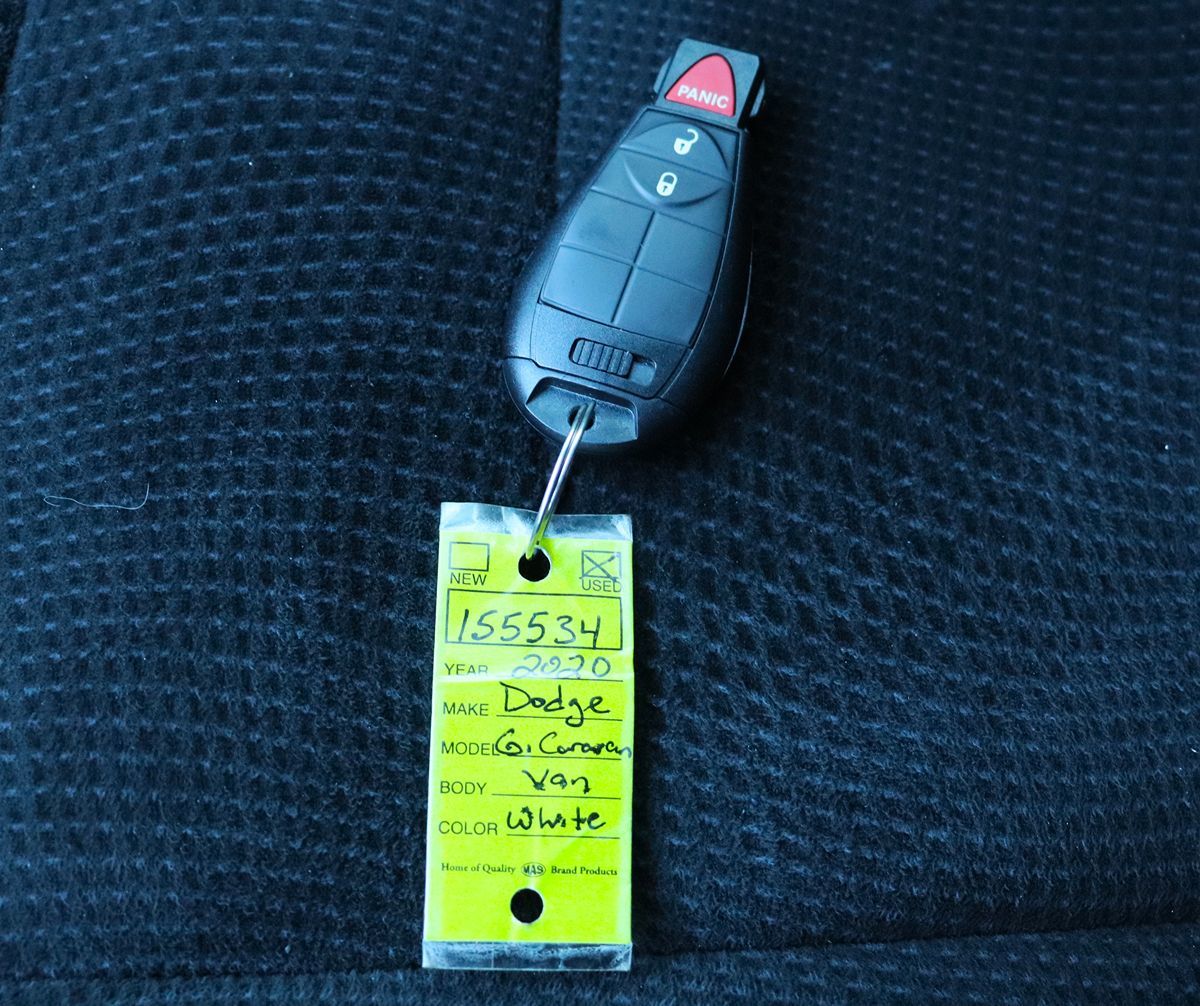 PANIC
NEW USED
155534
YEAR 2020
MAKE Dodge
MODEL G. Caravan
BODY Van
COLOR White
Home of Quality MAS Brand Products